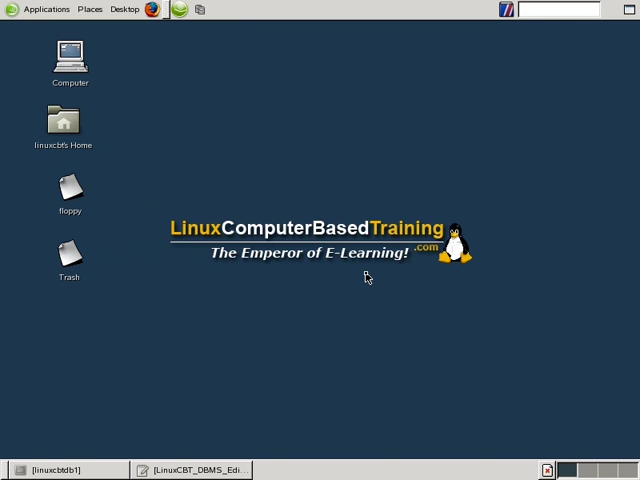 Applications Places Desktop
Computer
linuxcbt's Home
floppy
Trash
LinuxComputerBasedTraining
.com
The Emperor of E-Learning!
[linuxcbtdb1] [LinuxCBT_DBMS_Edi...